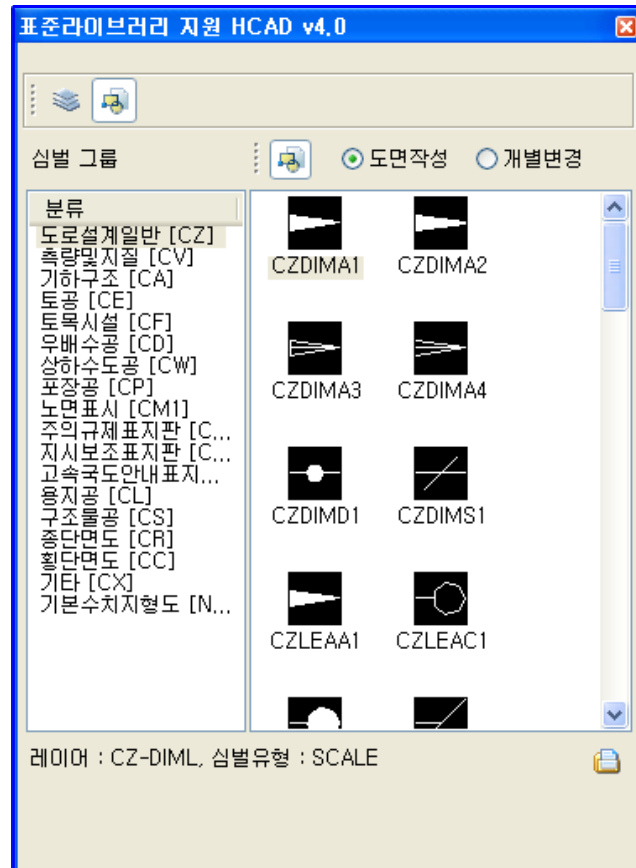 표준라이브러리 지원 HCAD v4.0
심벌 그룹
도면작성 개별변경
분류
도로설계일반 [CZ]
측량및지질 [CV]
기하구조 [CA]
토공 [CE]
토목시설 [CF]
우배수공 [CD]
상하수도공 [CW]
포장공 [CP]
노면표시 [CM1]
주의규제표지판 [C...
지시보조표지판 [C...
고속국도안내표지...
용지공 [CL]
구조물공 [CS]
종단면도 [CR]
횡단면도 [CC]
기타 [CX]
기본수치지형도 [N...
CZDIMA1 CZDIMA2
CZDIMA3 CZDIMA4
CZDIMD1 CZDIMS1
CZLEAA1 CZLEAC1
레이어 : CZ-DIML, 심벌유형 : SCALE